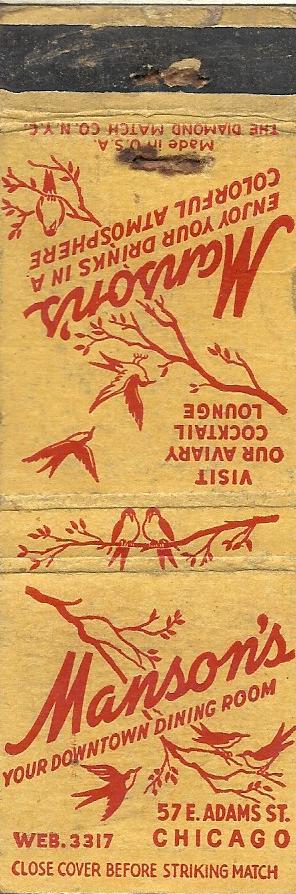 Manson's
YOUR DOWNTOWN DINING ROOM
57 E. ADAMS ST.
WEB. 3317 CHICAGO
CLOSE COVER BEFORE STRIKING MATCH
VISIT
OUR AVIARY
COCKTAIL
LOUNGE
Manson's
ENJOY YOUR DRINKS IN A
COLORFUL ATMOSPHERE
Made in U.S.A.
THE DIAMOND MATCH CO. N.Y.C.